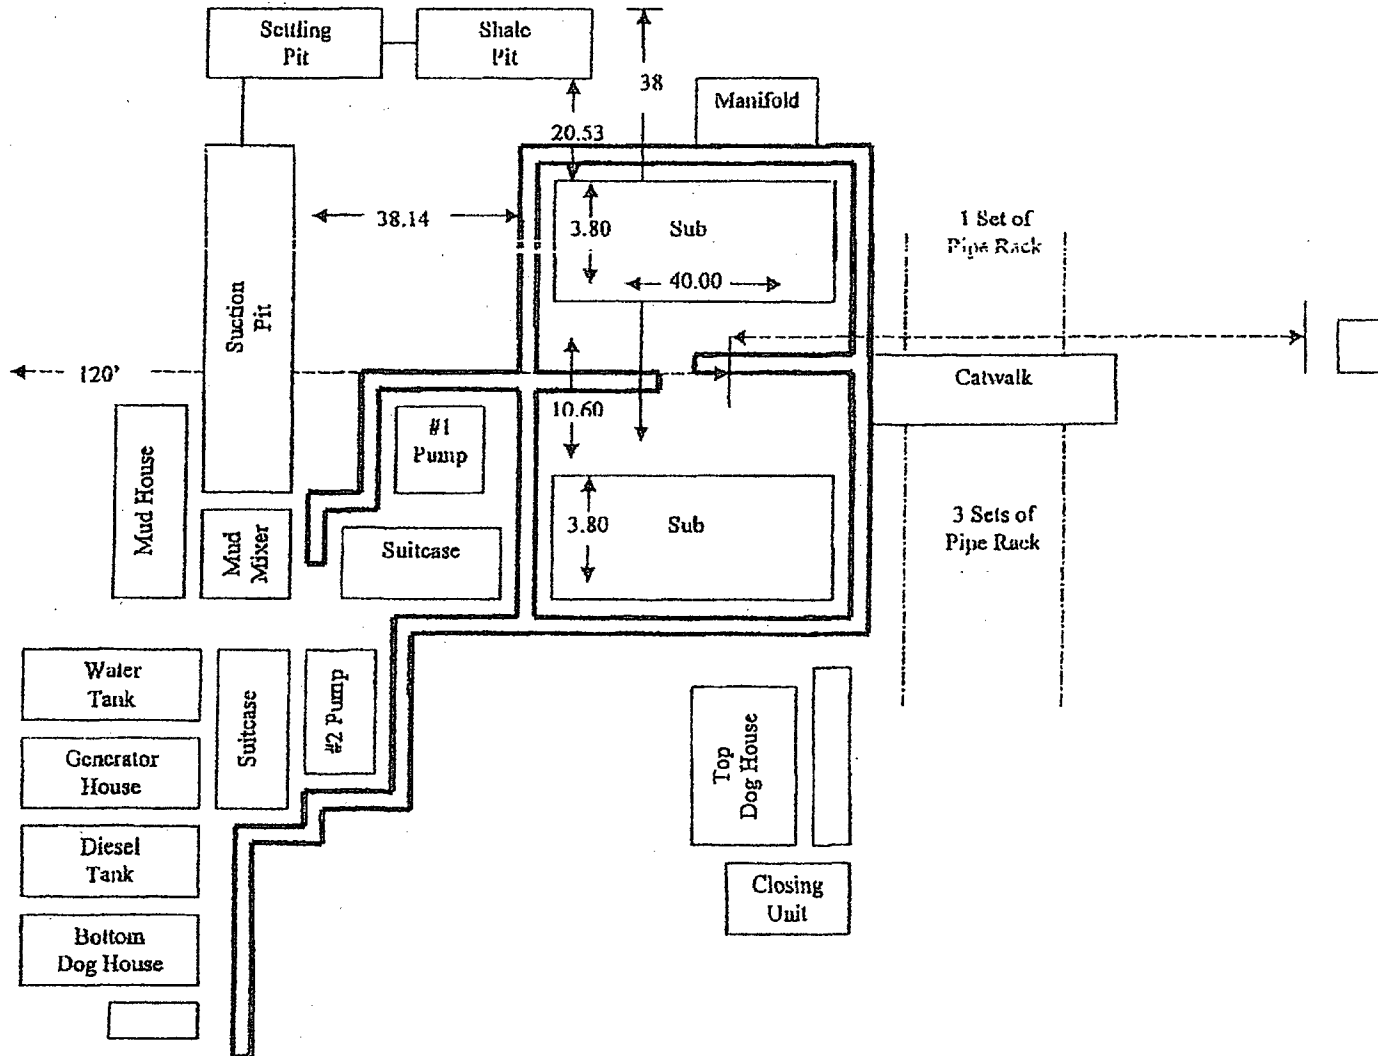 Settling
Pit
Shale
Pit
38
Manifold
20.53
38.14
3.80
Sub
1 Set of
Pipe Rack
40.00
Suction
Pit
120'
Catwalk
10.60
#1
Pump
Mud House
3.80
Sub
3 Sets of
Pipe Rack
Mud
Mixer
Suitcase
Water
Tank
Suitcase
#2 Pump
Generator
House
Top
Dog House
Diesel
Tank
Closing
Unit
Bottom
Dog House